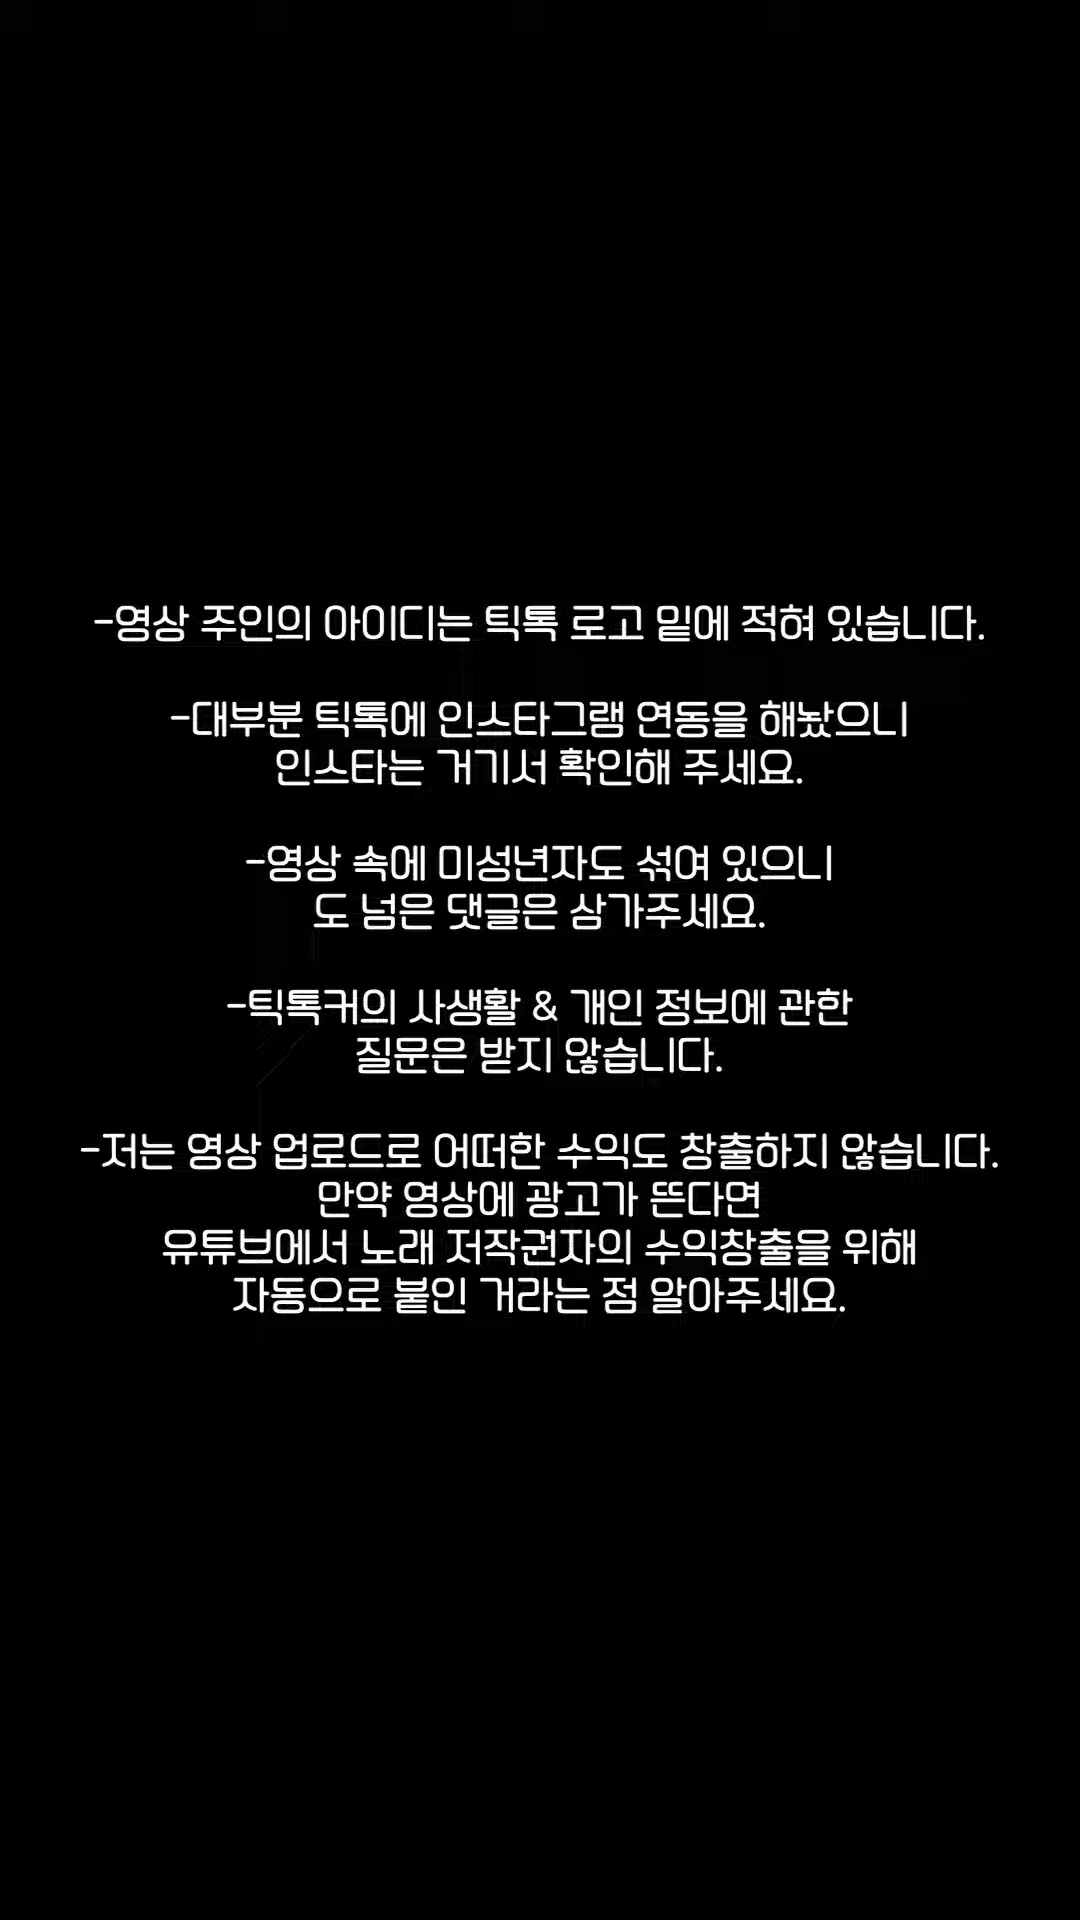 -영상 주인의 아이디는 틱톡 로고 밑에 적혀 있습니다.
-대부분 틱톡에 인스타그램 연동을 해놨으니
인스타는 거기서 확인해 주세요.
-영상 속에 미성년자도 섞여 있으니
도 넘은 댓글은 삼가주세요.
-틱톡커의 사생활 & 개인 정보에 관한
질문은 받지 않습니다.
-저는 영상 업로드로 어떠한 수익도 창출하지 않습니다.
만약 영상에 광고가 뜬다면
유튜브에서 노래 저작권자의 수익창출을 위해
자동으로 붙인 거라는 점 알아주세요.